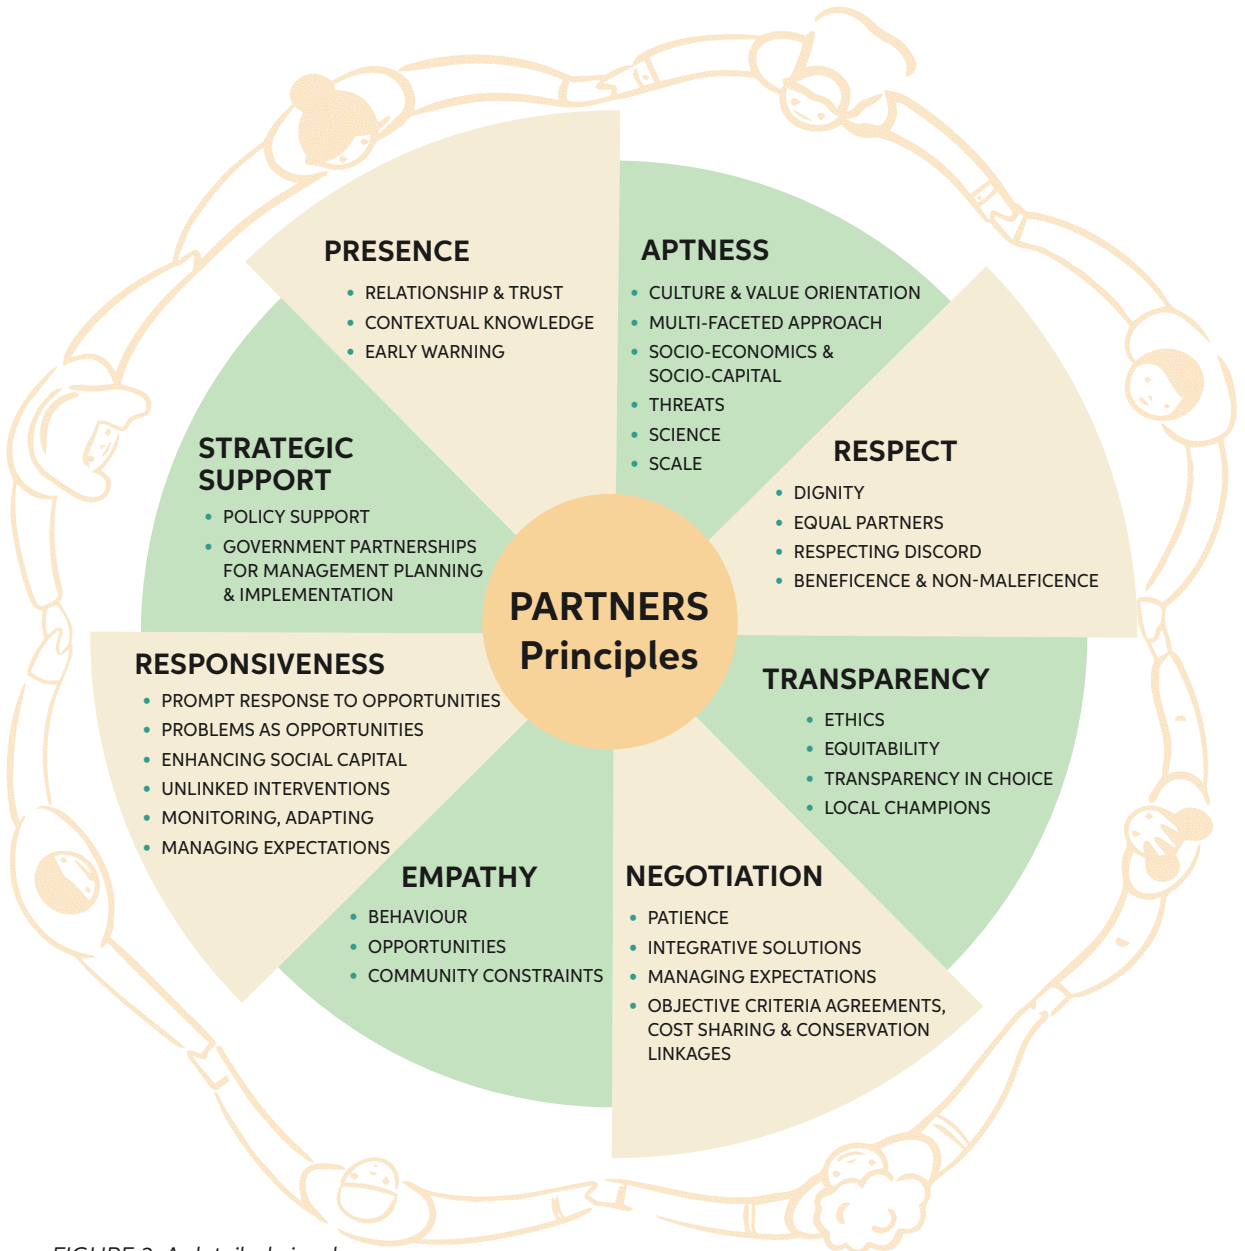 PRESENCE
• RELATIONSHIP & TRUST
• CONTEXTUAL KNOWLEDGE
• EARLY WARNING
APTNESS
• CULTURE & VALUE ORIENTATION
• MULTI-FACETED APPROACH
• SOCIO-ECONOMICS &
SOCIO-CAPITAL
• THREATS
• SCIENCE
• SCALE
RESPECT
• DIGNITY
• EQUAL PARTNERS
• RESPECTING DISCORD
• BENEFICENCE & NON-MALEFICENCE
TRANSPARENCY
• ETHICS
• EQUITABILITY
• TRANSPARENCY IN CHOICE
• LOCAL CHAMPIONS
NEGOTIATION
• PATIENCE
• INTEGRATIVE SOLUTIONS
• MANAGING EXPECTATIONS
• OBJECTIVE CRITERIA AGREEMENTS,
COST SHARING & CONSERVATION
LINKAGES
EMPATHY
• BEHAVIOUR
• OPPORTUNITIES
• COMMUNITY CONSTRAINTS
RESPONSIVENESS
• PROMPT RESPONSE TO OPPORTUNITIES
• PROBLEMS AS OPPORTUNITIES
• ENHANCING SOCIAL CAPITAL
• UNLINKED INTERVENTIONS
• MONITORING, ADAPTING
• MANAGING EXPECTATIONS
STRATEGIC
SUPPORT
• POLICY SUPPORT
• GOVERNMENT PARTNERSHIPS
FOR MANAGEMENT PLANNING
& IMPLEMENTATION
PARTNERS
Principles